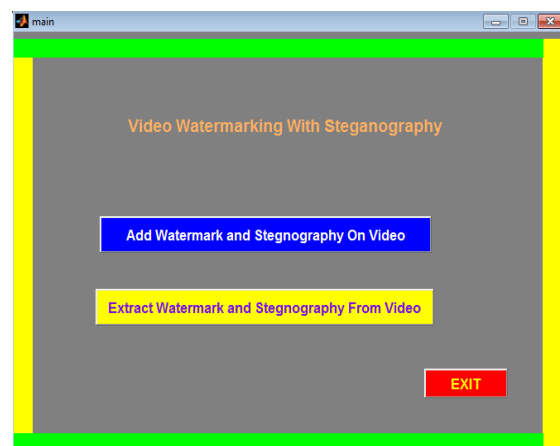 main
Video Watermarking With Steganography
Add Watermark and Stegnography On Video
Extract Watermark and Stegnography From Video
EXIT